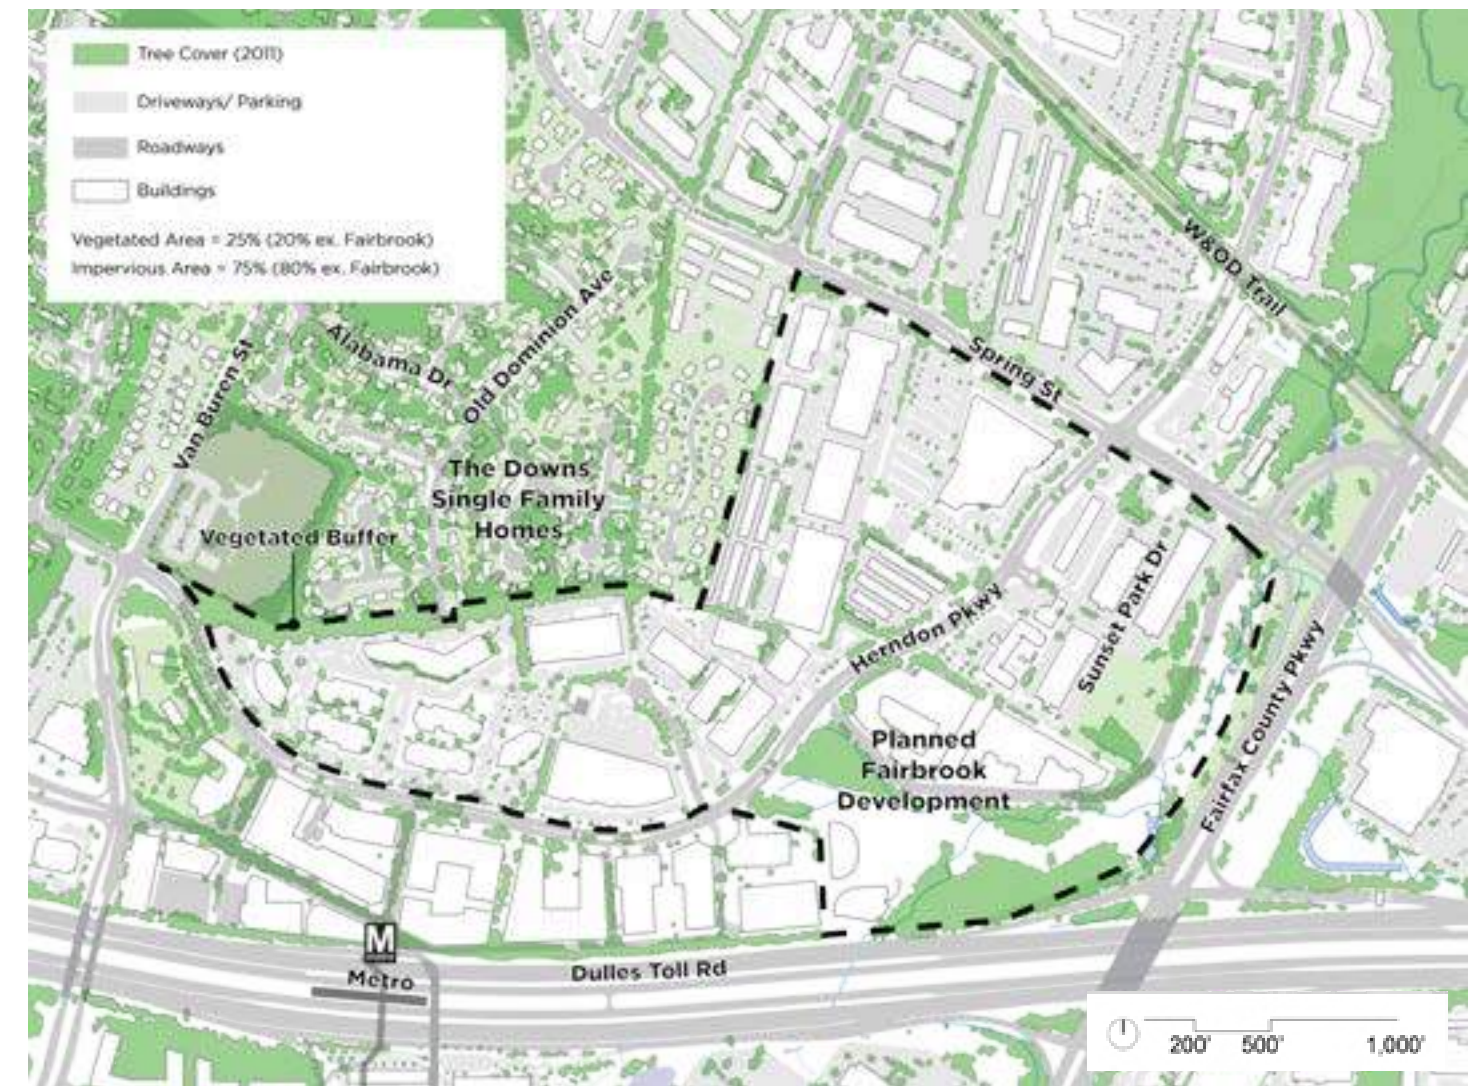 Tree Cover (2011)
Driveways/ Parking
Roadways
Buildings
Vegetated Area = 25% (20% ex. Fairbrook)
Impervious Area = 75% (80% ex. Fairbrook)
W&OD Trail
Van Buren St
Alabama Dr
Old Dominion Ave
Spring St
The Downs
Single Family
Homes
Vegetated Buffer
Herndon Pkwy
Sunset Park Dr
Fairfax County Pkwy
Planned
Fairbrook
Development
M
Metro
Dulles Toll Rd
200' 500' 1,000'